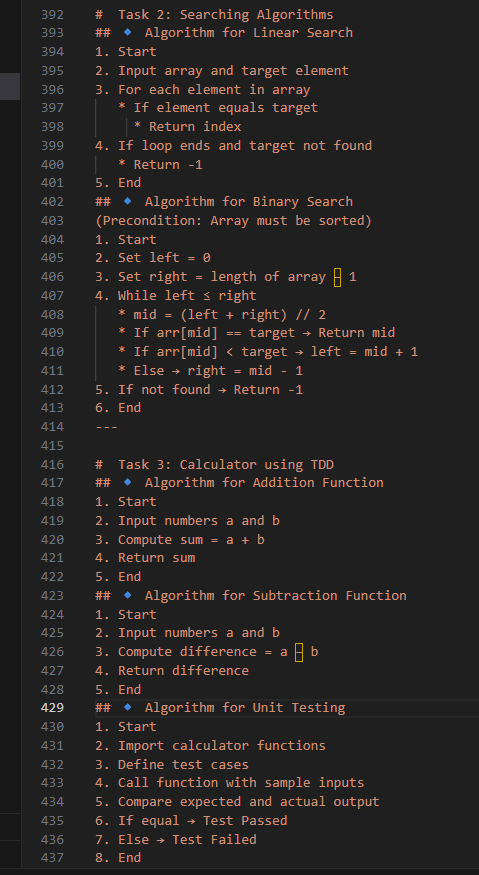 392 #  Task 2: Searching Algorithms
393 ## 🔹 Algorithm for Linear Search
394 1. Start
395 2. Input array and target element
396 3. For each element in array
397    * If element equals target
398      * Return index
399 4. If loop ends and target not found
400    * Return -1
401 5. End
402 ## 🔹 Algorithm for Binary Search
403 (Precondition: Array must be sorted)
404 1. Start
405 2. Set left = 0
406 3. Set right = length of array – 1
407 4. While left ≤ right
408    * mid = (left + right) // 2
409    * If arr[mid] == target → Return mid
410    * If arr[mid] < target → left = mid + 1
411    * Else → right = mid - 1
412 5. If not found → Return -1
413 6. End
414 ---
415
416 #  Task 3: Calculator using TDD
417 ## 🔹 Algorithm for Addition Function
418 1. Start
419 2. Input numbers a and b
420 3. Compute sum = a + b
421 4. Return sum
422 5. End
423 ## 🔹 Algorithm for Subtraction Function
424 1. Start
425 2. Input numbers a and b
426 3. Compute difference = a – b
427 4. Return difference
428 5. End
429 ## 🔹 Algorithm for Unit Testing
430 1. Start
431 2. Import calculator functions
432 3. Define test cases
433 4. Call function with sample inputs
434 5. Compare expected and actual output
435 6. If equal → Test Passed
436 7. Else → Test Failed
437 8. End